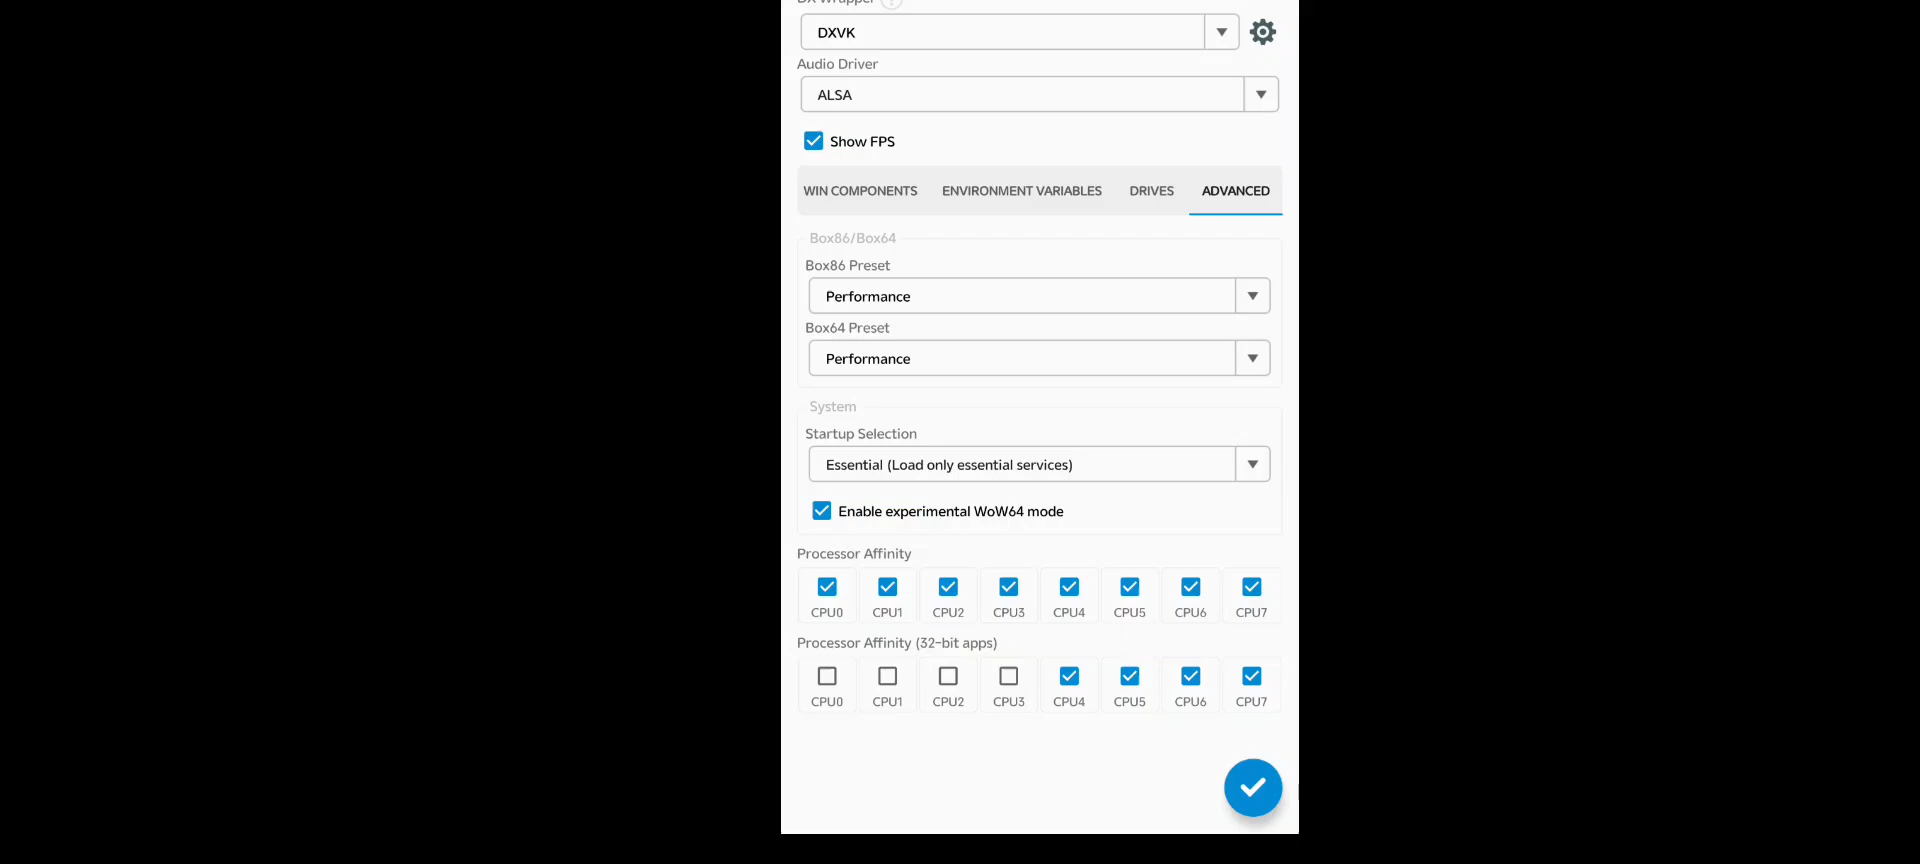 DX Wrapper ?
DXVK
Audio Driver
ALSA
Show FPS
WIN COMPONENTS ENVIRONMENT VARIABLES DRIVES ADVANCED
Box86/Box64
Box86 Preset
Performance
Box64 Preset
Performance
System
Startup Selection
Essential (Load only essential services)
Enable experimental WoW64 mode
Processor Affinity
CPU0 CPU1 CPU2 CPU3 CPU4 CPU5 CPU6 CPU7
Processor Affinity (32-bit apps)
CPU0 CPU1 CPU2 CPU3 CPU4 CPU5 CPU6 CPU7